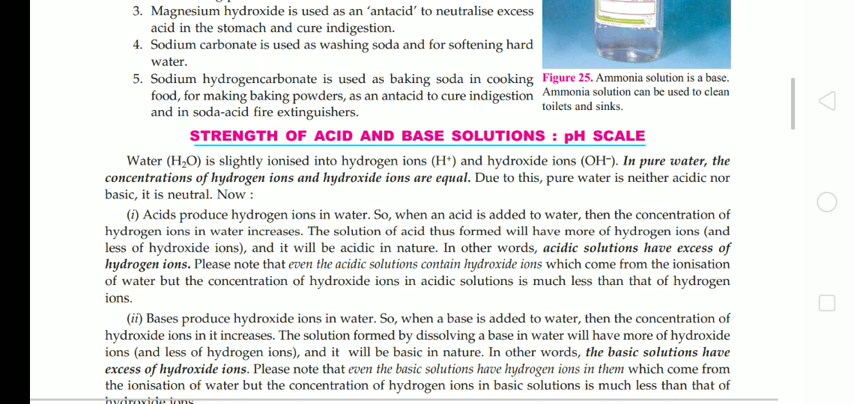 3. Magnesium hydroxide is used as an ‘antacid’ to neutralise excess
acid in the stomach and cure indigestion.
4. Sodium carbonate is used as washing soda and for softening hard
water.
5. Sodium hydrogencarbonate is used as baking soda in cooking
food, for making baking powders, as an antacid to cure indigestion
and in soda-acid fire extinguishers.
Figure 25. Ammonia solution is a base.
Ammonia solution can be used to clean
toilets and sinks.
STRENGTH OF ACID AND BASE SOLUTIONS : pH SCALE
Water (H₂O) is slightly ionised into hydrogen ions (H⁺) and hydroxide ions (OH⁻). In pure water, the
concentrations of hydrogen ions and hydroxide ions are equal. Due to this, pure water is neither acidic nor
basic, it is neutral. Now :
(i) Acids produce hydrogen ions in water. So, when an acid is added to water, then the concentration of
hydrogen ions in water increases. The solution of acid thus formed will have more of hydrogen ions (and
less of hydroxide ions), and it will be acidic in nature. In other words, acidic solutions have excess of
hydrogen ions. Please note that even the acidic solutions contain hydroxide ions which come from the ionisation
of water but the concentration of hydroxide ions in acidic solutions is much less than that of hydrogen
ions.
(ii) Bases produce hydroxide ions in water. So, when a base is added to water, then the concentration of
hydroxide ions in it increases. The solution formed by dissolving a base in water will have more of hydroxide
ions (and less of hydrogen ions), and it will be basic in nature. In other words, the basic solutions have
excess of hydroxide ions. Please note that even the basic solutions have hydrogen ions in them which come from
the ionisation of water but the concentration of hydrogen ions in basic solutions is much less than that of
hydroxide ions.